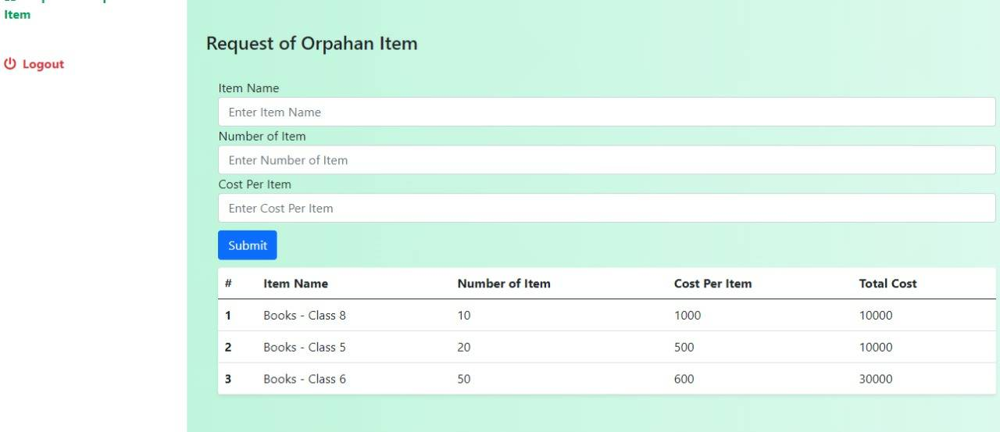 Item
Logout
Request of Orpahan Item
Item Name
Enter Item Name
Number of Item
Enter Number of Item
Cost Per Item
Enter Cost Per Item
Submit
# Item Name Number of Item Cost Per Item Total Cost
1 Books - Class 8 10 1000 10000
2 Books - Class 5 20 500 10000
3 Books - Class 6 50 600 30000